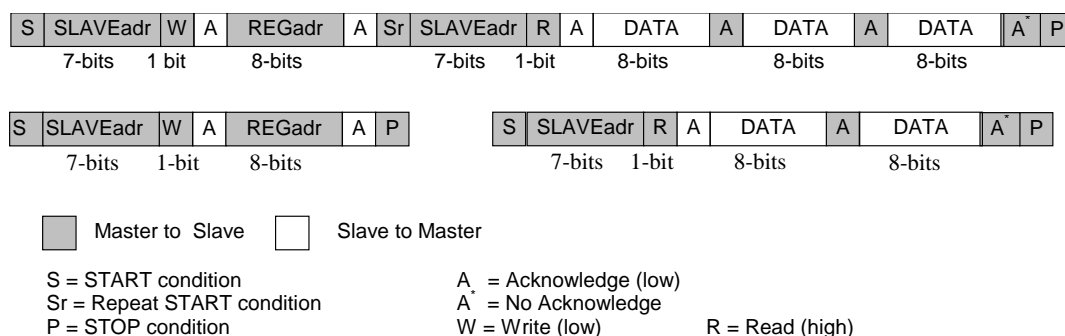 S SLAVEadr W A REGadr A Sr SLAVEadr R A DATA A DATA A DATA A* P
7-bits 1 bit 8-bits 7-bits 1-bit 8-bits 8-bits 8-bits
S SLAVEadr W A REGadr A P
7-bits 1-bit 8-bits
S SLAVEadr R A DATA A DATA A* P
7-bits 1-bit 8-bits 8-bits
Master to Slave Slave to Master
S = START condition A = Acknowledge (low)
Sr = Repeat START condition A* = No Acknowledge
P = STOP condition W = Write (low) R = Read (high)